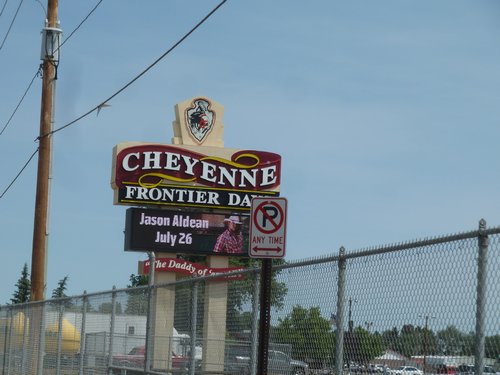 CHEYENNE
FRONTIER DA
Jason Aldean
July 26
The Daddy of
P
ANY TIME